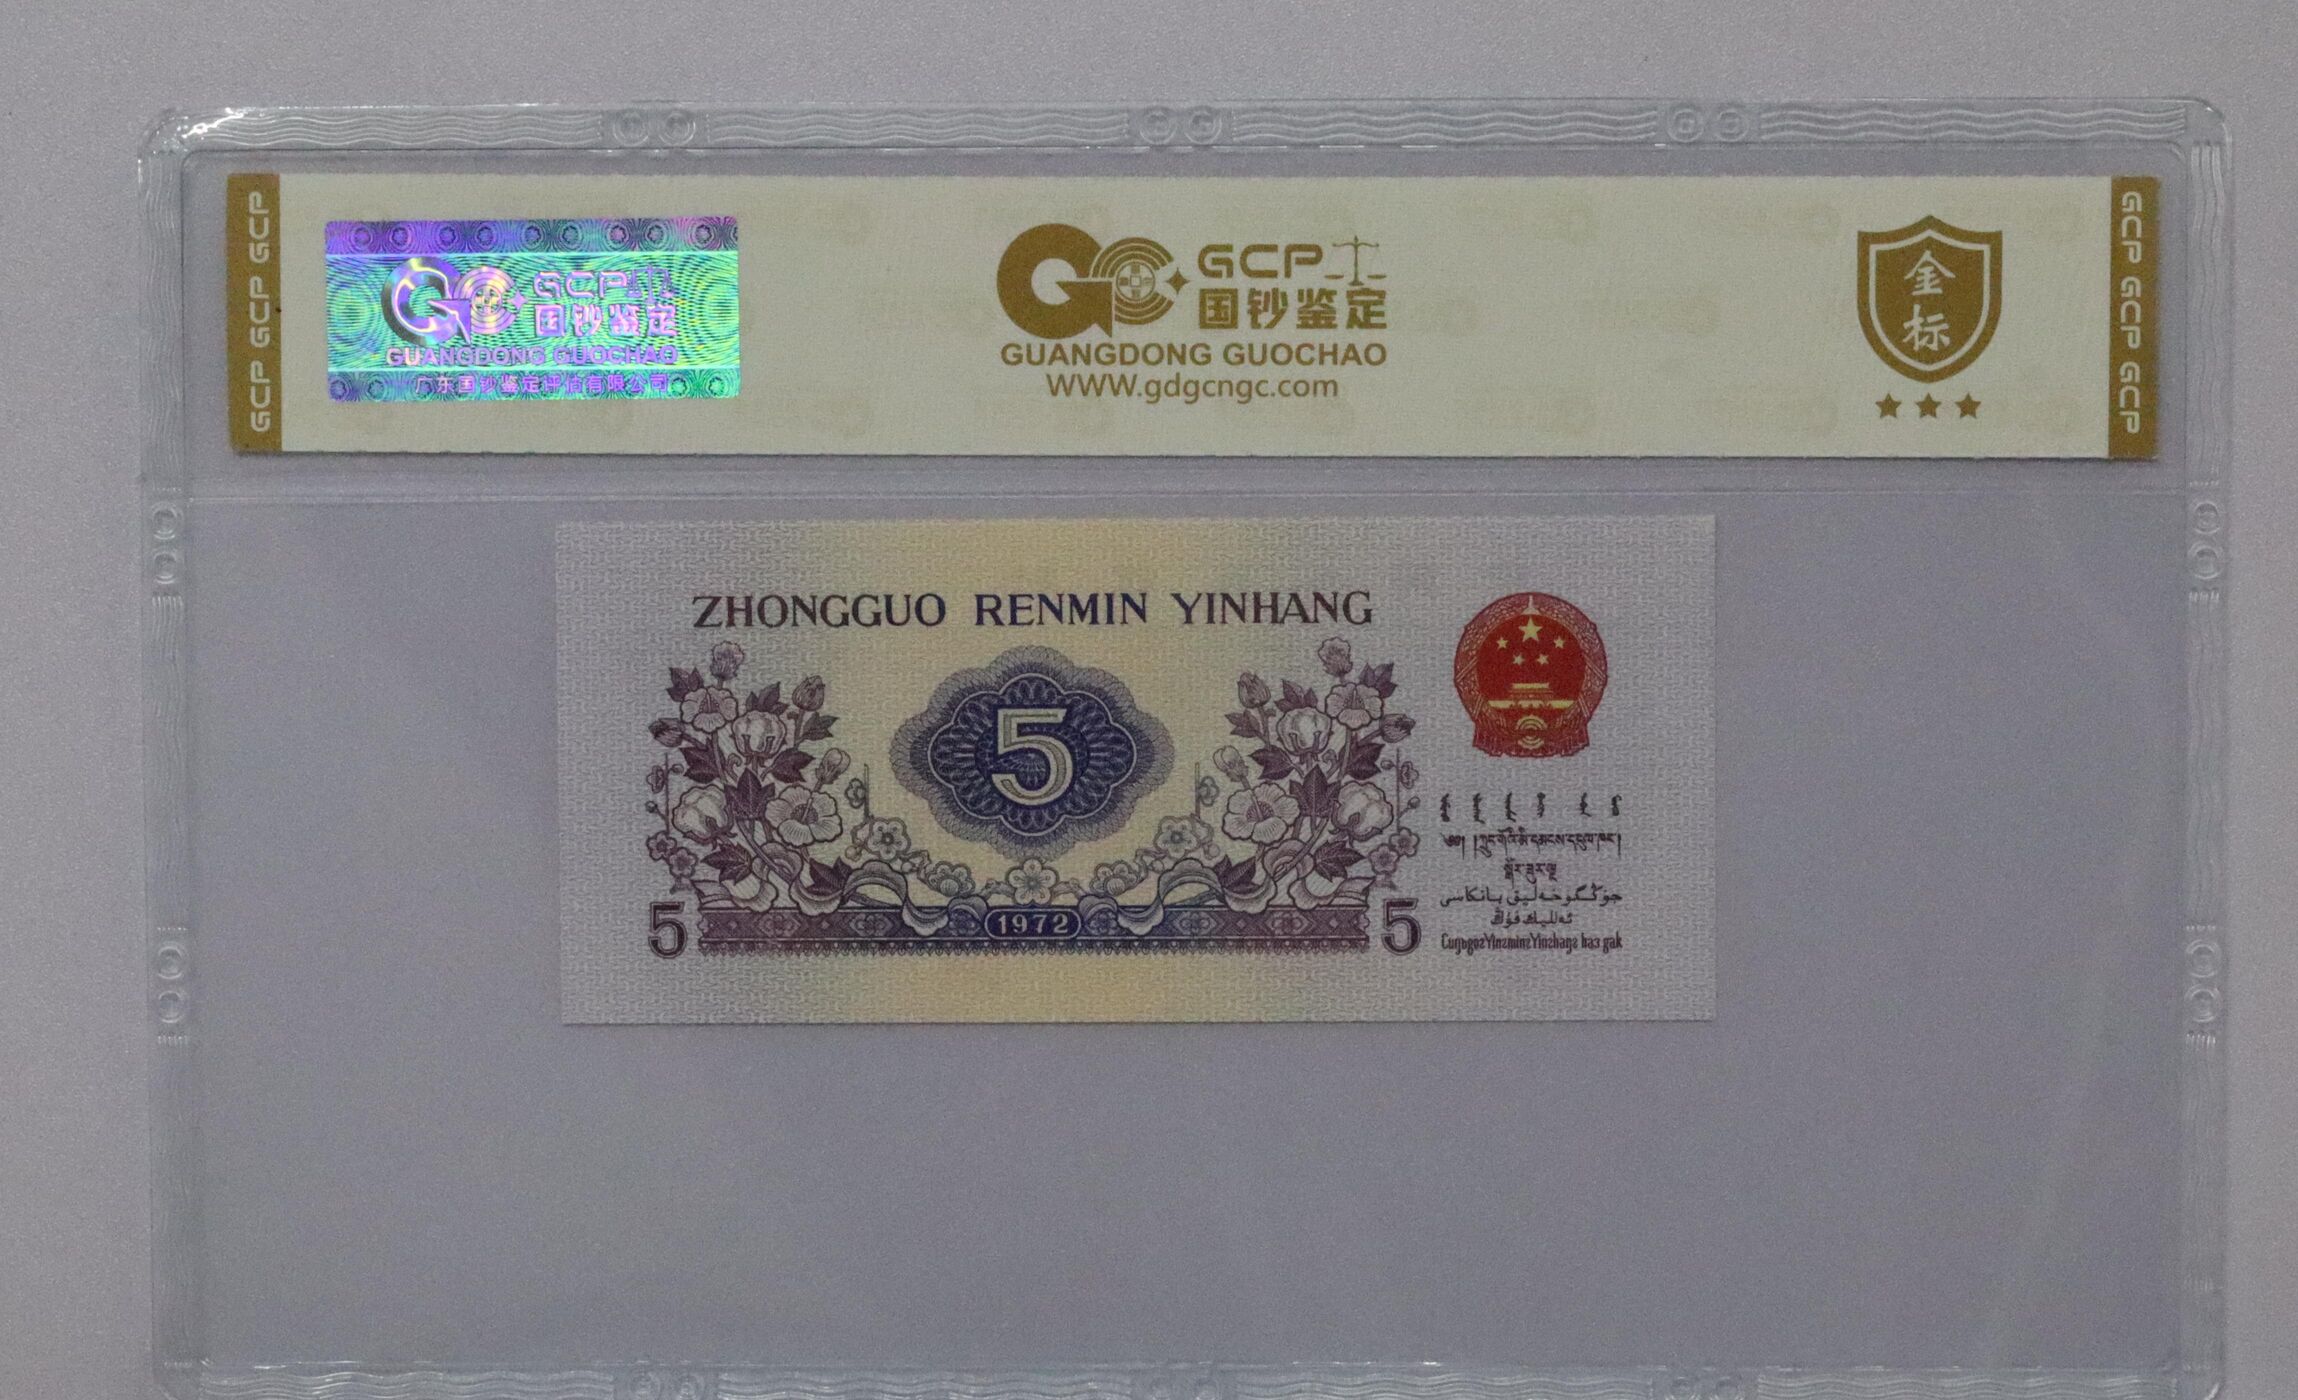 GCP GCP GCP
GCP
国钞鉴定
GUANGDONG GUOCHAO
广东国钞鉴定评估有限公司
GCP
国钞鉴定
GUANGDONG GUOCHAO
WWW.gdgcngc.com
金标
GCP GCP GCP
ZHONGGUO RENMIN YINHANG
5
1972
5
5